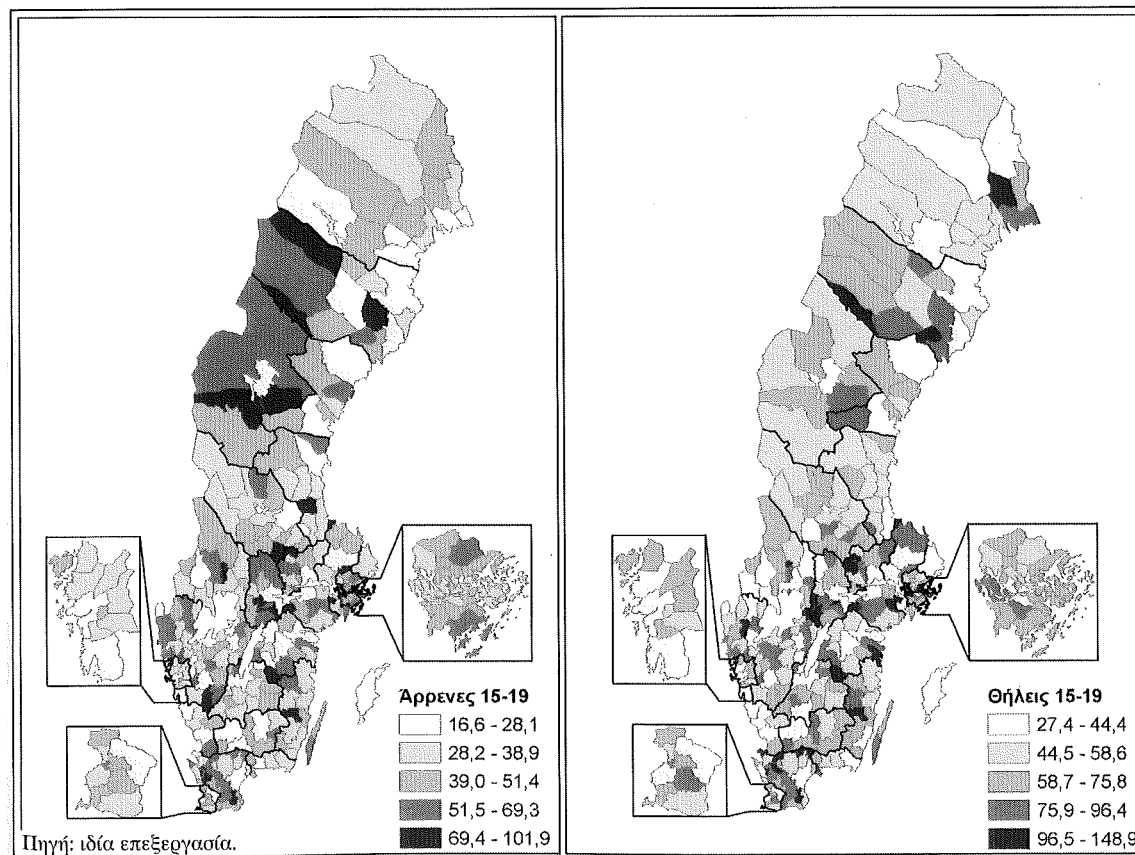 Άρρενες 15-19
16,6 - 28,1
28,2 - 38,9
39,0 - 51,4
51,5 - 69,3
69,4 - 101,9
Πηγή: ιδία επεξεργασία.
Θήλεις 15-19
27,4 - 44,4
44,5 - 58,6
58,7 - 75,8
75,9 - 96,4
96,5 - 148,9